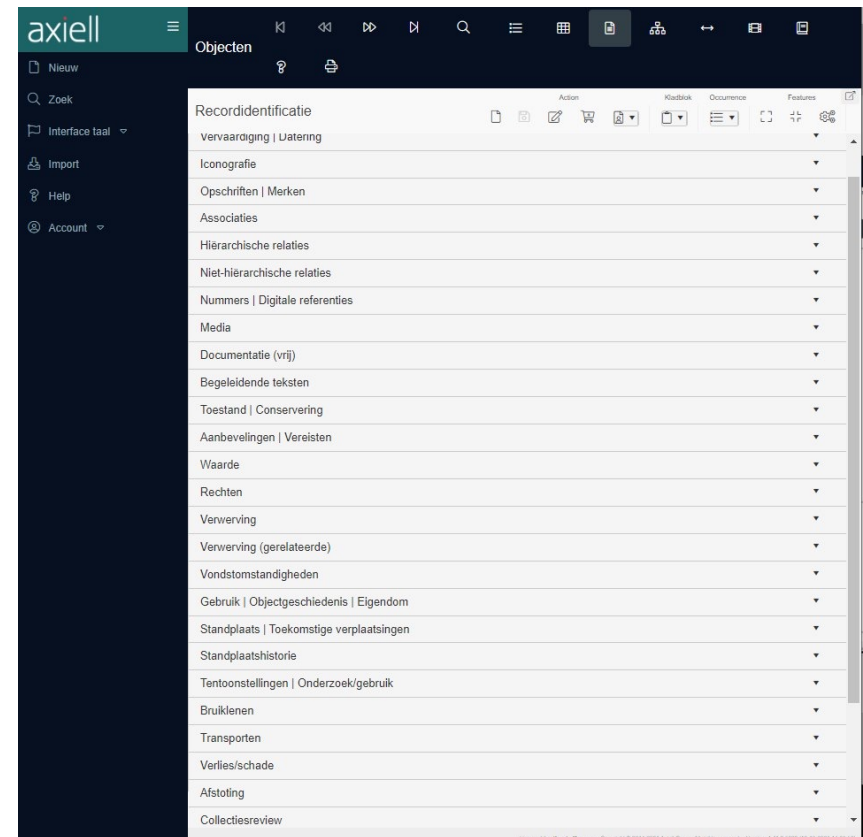 axiell
Objecten
Nieuw
Zoek
Interface taal
Import
Help
Account
Recordidentificatie
Action
Kladblok
Occurrence
Features
Vervaardiging | Datering
Iconografie
Opschriften | Merken
Associaties
Hiërarchische relaties
Niet-hiërarchische relaties
Nummers | Digitale referenties
Media
Documentatie (vrij)
Begeleidende teksten
Toestand | Conservering
Aanbevelingen | Vereisten
Waarde
Rechten
Verwerving
Verwerving (gerelateerde)
Vondstomstandigheden
Gebruik | Objectgeschiedenis | Eigendom
Standplaats | Toekomstige verplaatsingen
Standplaatshistorie
Tentoonstellingen | Onderzoek/gebruik
Bruiklenen
Transporten
Verlies/schade
Afstoting
Collectiesreview